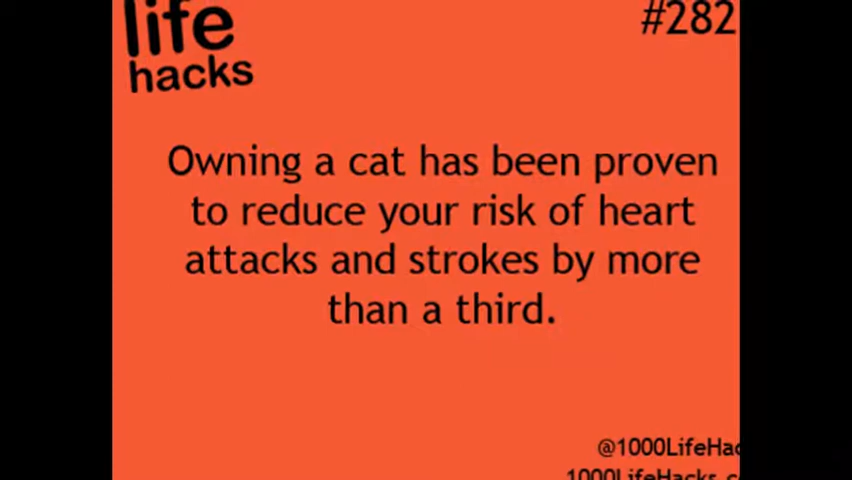 life
hacks
#282
Owning a cat has been proven
to reduce your risk of heart
attacks and strokes by more
than a third.
@1000LifeHac
1000LifeHacks.c